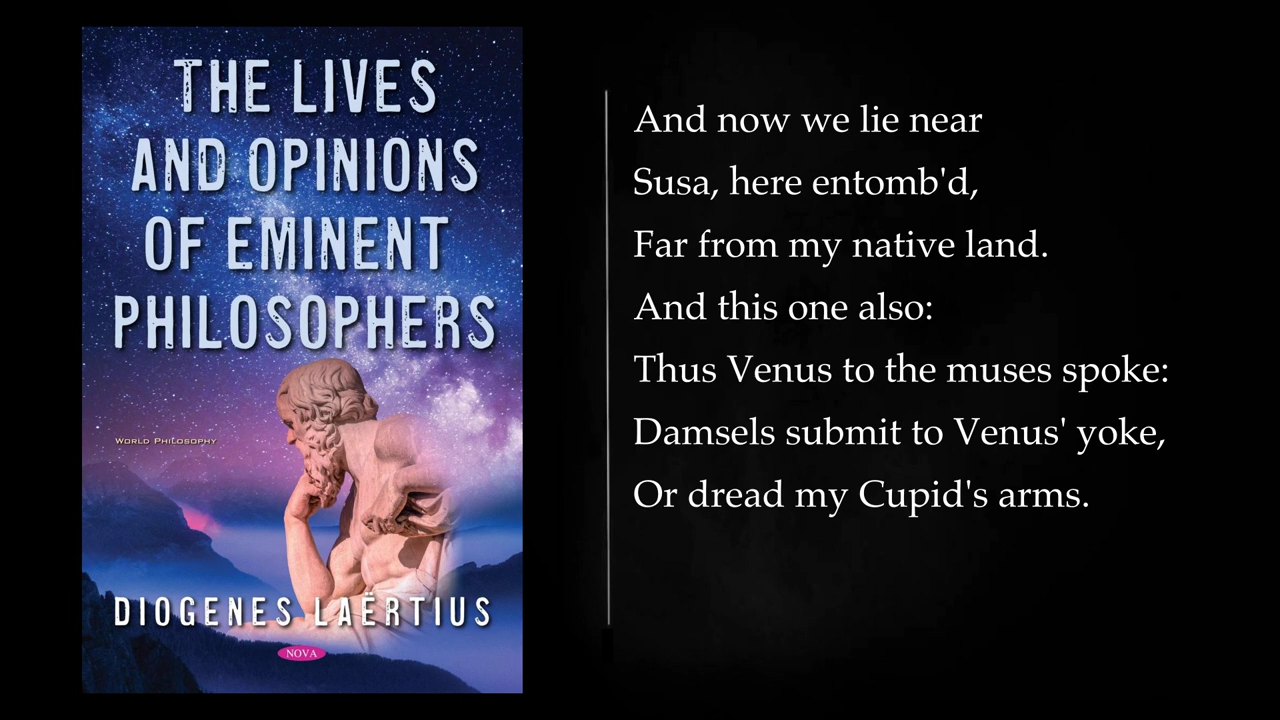 THE LIVES
AND OPINIONS
OF EMINENT
PHILOSOPHERS
WORLD PHILOSOPHY
DIOGENES LAËRTIUS
NOVA
And now we lie near
Susa, here entomb'd,
Far from my native land.
And this one also:
Thus Venus to the muses spoke:
Damsels submit to Venus' yoke,
Or dread my Cupid's arms.